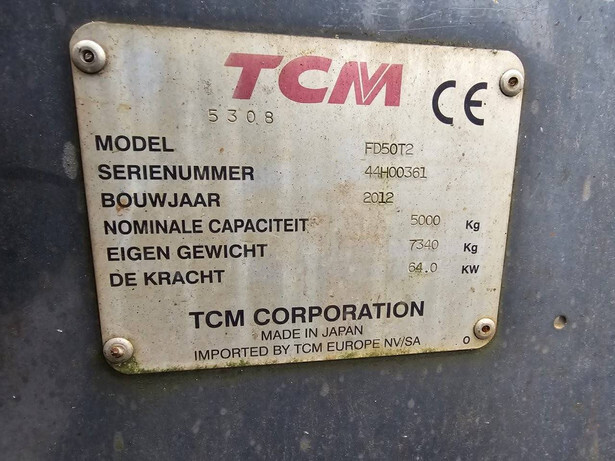 TCM
CE
5308
MODEL FD50T2
SERIENUMMER 44H00361
BOUWJAAR 2012
NOMINALE CAPACITEIT 5000 Kg
EIGEN GEWICHT 7340 Kg
DE KRACHT 64.0 KW
TCM CORPORATION
MADE IN JAPAN
IMPORTED BY TCM EUROPE NV/SA 0